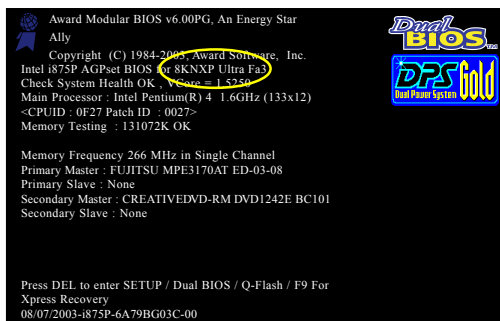 Award Modular BIOS v6.00PG, An Energy Star
Ally
Copyright (C) 1984-2003, Award Software, Inc.
Intel i875P AGPset BIOS for 8KNXP Ultra Fa3
Check System Health OK , VCore = 1.5250
Main Processor : Intel Pentium(R) 4 1.6GHz (133x12)
<CPUID : 0F27 Patch ID : 0027>
Memory Testing : 131072K OK
Memory Frequency 266 MHz in Single Channel
Primary Master : FUJITSU MPE3170AT ED-03-08
Primary Slave : None
Secondary Master : CREATIVEDVD-RM DVD1242E BC101
Secondary Slave : None
Press DEL to enter SETUP / Dual BIOS / Q-Flash / F9 For
Xpress Recovery
08/07/2003-i875P-6A79BG03C-00
Dual
BIOS TM
DPS Gold
Dual Power System